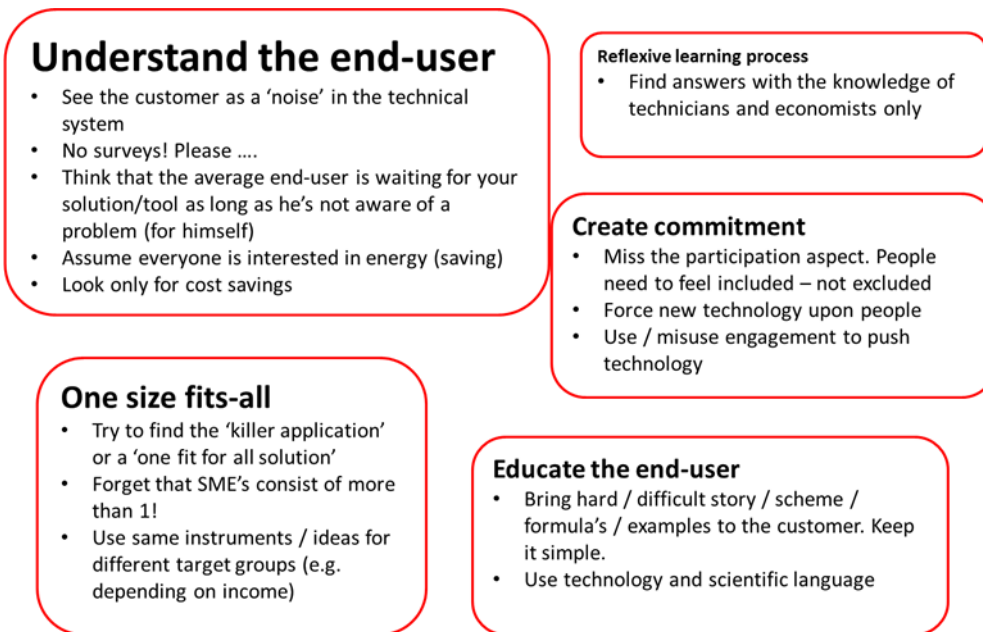 Understand the end-user
• See the customer as a ‘noise’ in the technical
system
• No surveys! Please ….
• Think that the average end-user is waiting for your
solution/tool as long as he’s not aware of a
problem (for himself)
• Assume everyone is interested in energy (saving)
• Look only for cost savings
Reflexive learning process
• Find answers with the knowledge of
technicians and economists only
Create commitment
• Miss the participation aspect. People
need to feel included – not excluded
• Force new technology upon people
• Use / misuse engagement to push
technology
One size fits-all
• Try to find the ‘killer application’
or a ‘one fit for all solution’
• Forget that SME’s consist of more
than 1!
• Use same instruments / ideas for
different target groups (e.g.
depending on income)
Educate the end-user
• Bring hard / difficult story / scheme /
formula’s / examples to the customer. Keep
it simple.
• Use technology and scientific language